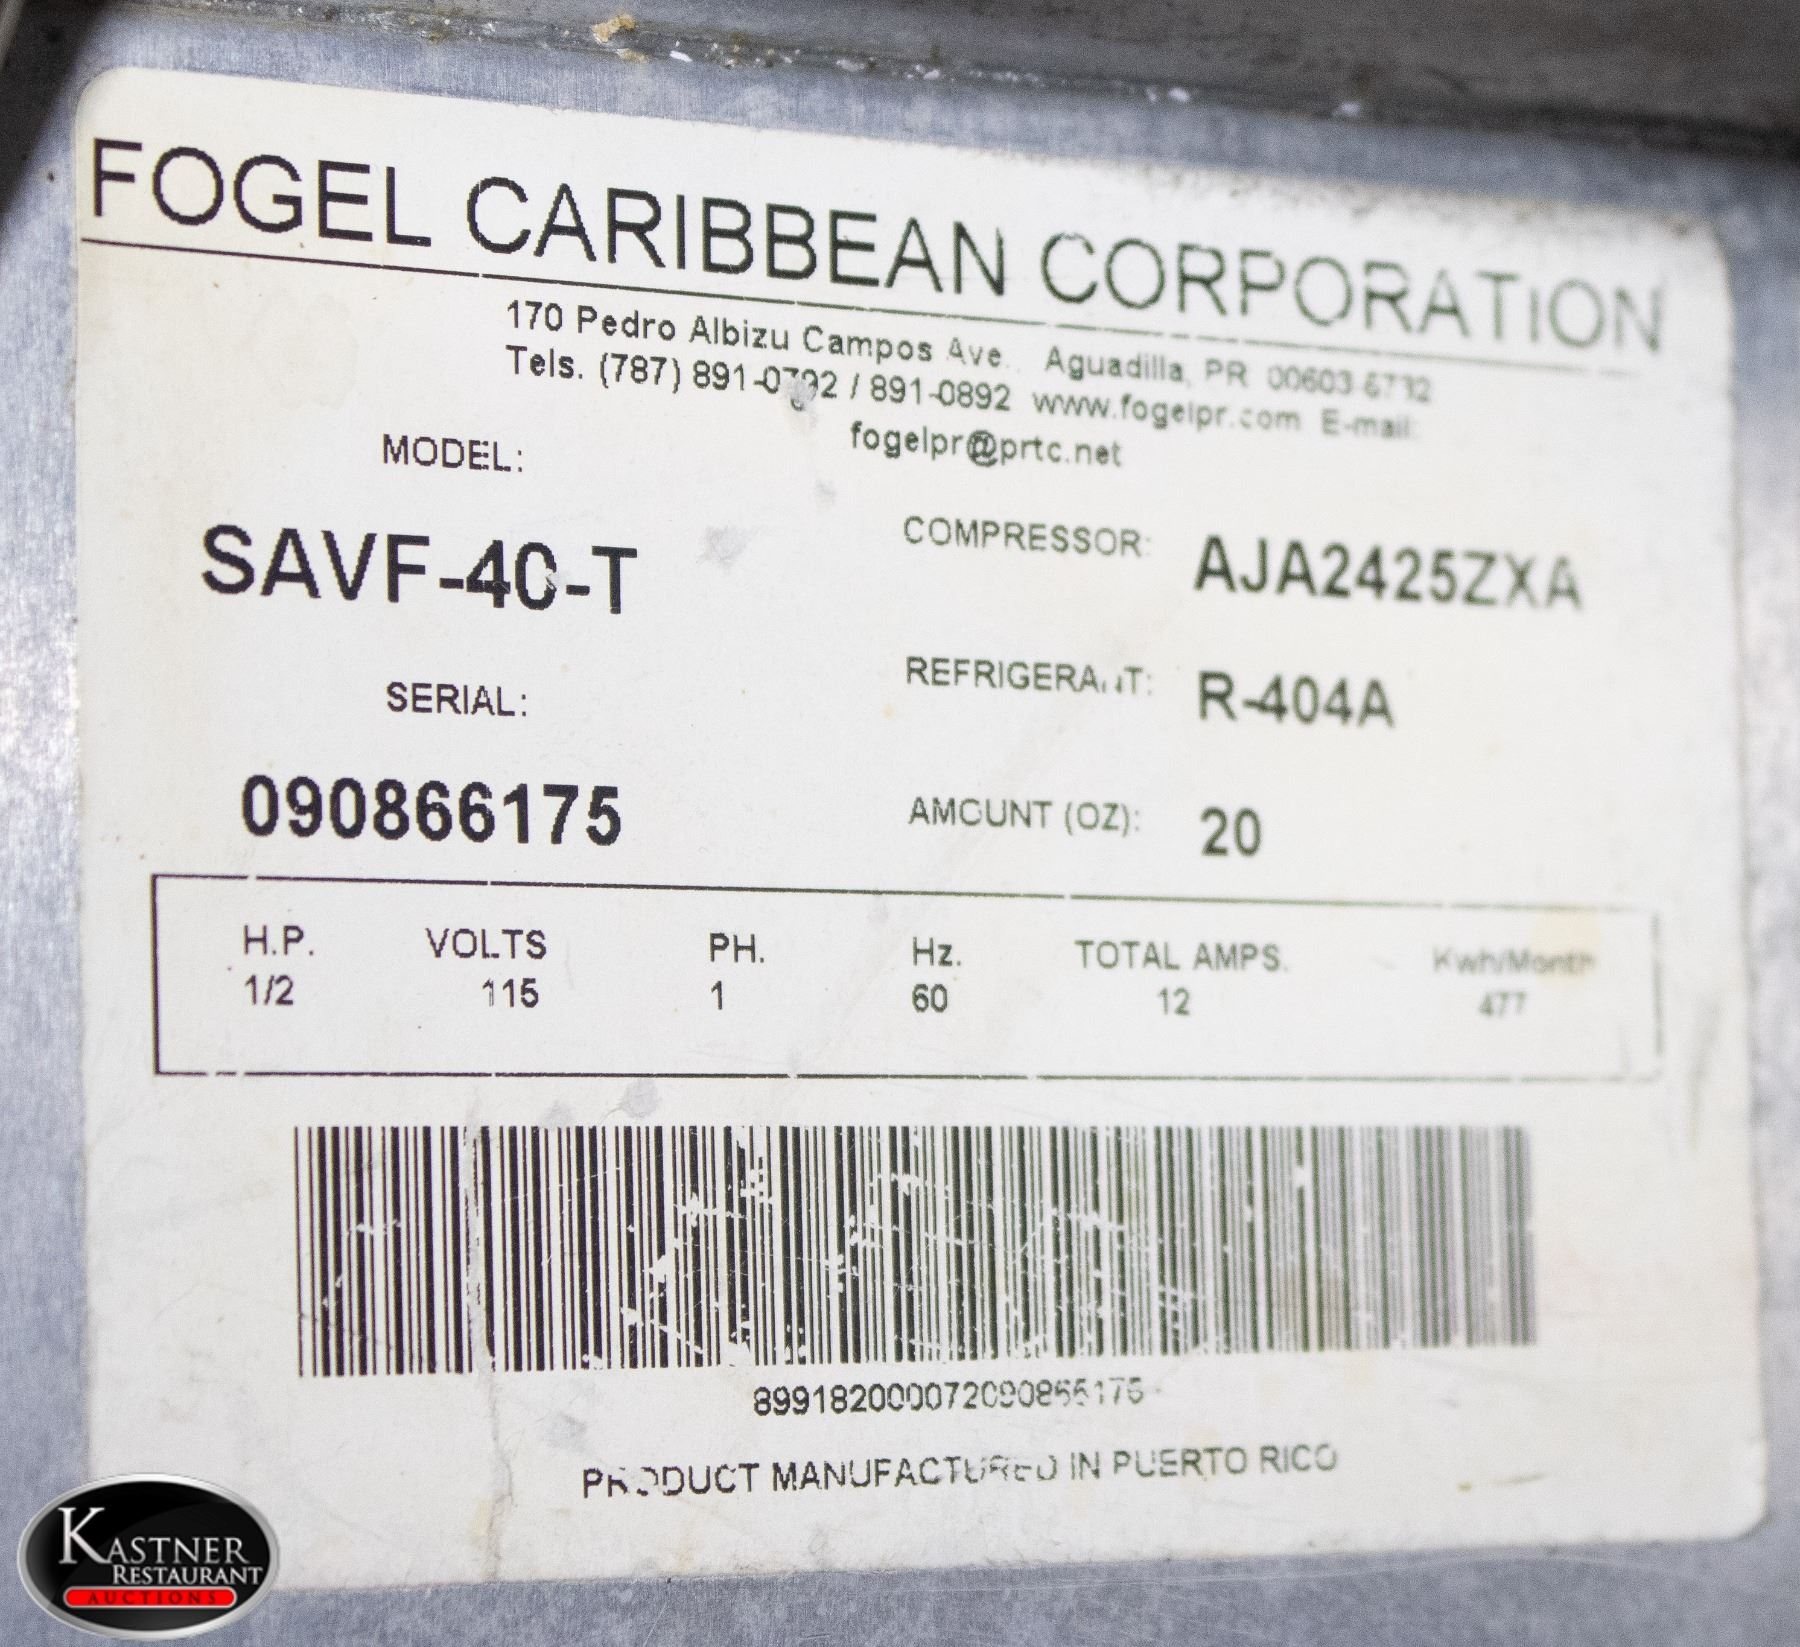 FOGEL CARIBBEAN CORPORATION
170 Pedro Albizu Campos Ave. Aguadilla, PR
Tels. (787) 891-0792 / 891-0892 www.fogelpr.com E-mail:
fogelpr@prtc.net
MODEL:
SAVF-40-T
COMPRESSOR: AJA2425ZXA
SERIAL:
090866175
REFRIGERANT: R-404A
AMOUNT (OZ): 20
H.P. VOLTS PH. Hz. TOTAL AMPS. Kwh/Month
1/2 115 1 60 12 477
899182000072090866175
PRODUCT MANUFACTURED IN PUERTO RICO
KASTNER
RESTAURANT
AUCTIONS